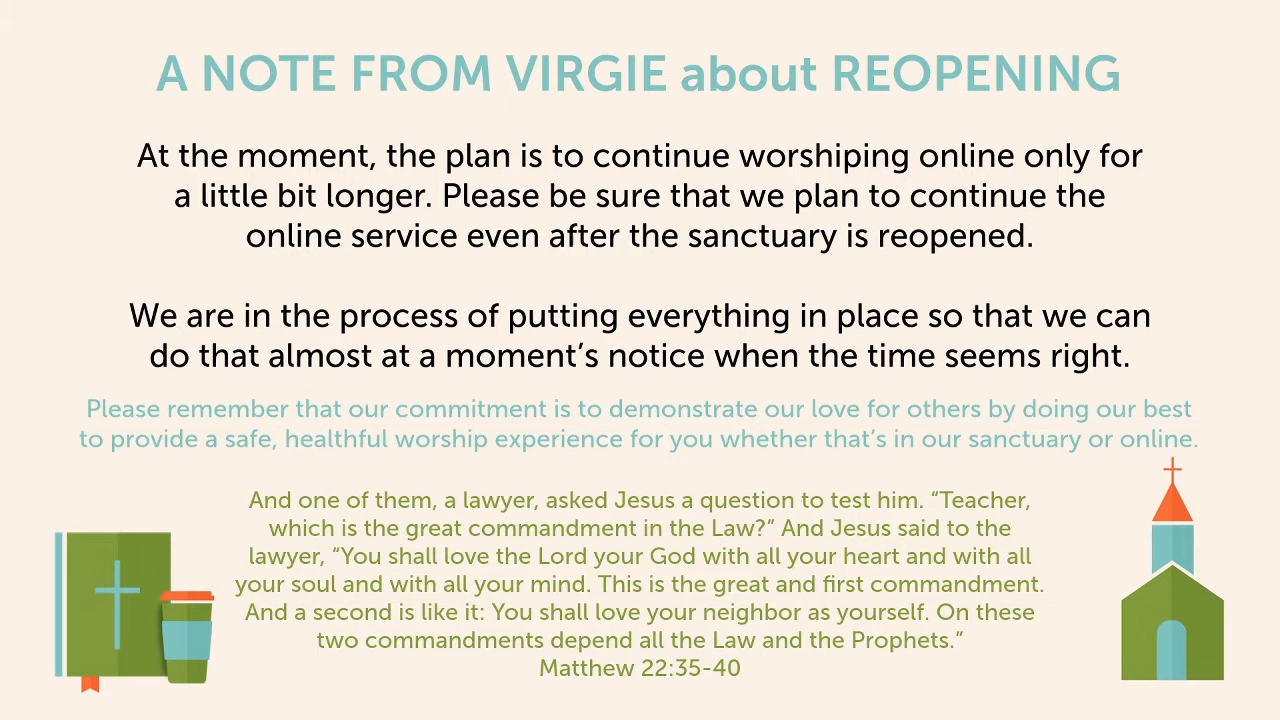 A NOTE FROM VIRGIE about REOPENING
At the moment, the plan is to continue worshiping online only for
a little bit longer. Please be sure that we plan to continue the
online service even after the sanctuary is reopened.
We are in the process of putting everything in place so that we can
do that almost at a moment’s notice when the time seems right.
Please remember that our commitment is to demonstrate our love for others by doing our best
to provide a safe, healthful worship experience for you whether that’s in our sanctuary or online.
And one of them, a lawyer, asked Jesus a question to test him. “Teacher,
which is the great commandment in the Law?” And Jesus said to the
lawyer, “You shall love the Lord your God with all your heart and with all
your soul and with all your mind. This is the great and first commandment.
And a second is like it: You shall love your neighbor as yourself. On these
two commandments depend all the Law and the Prophets.”
Matthew 22:35-40